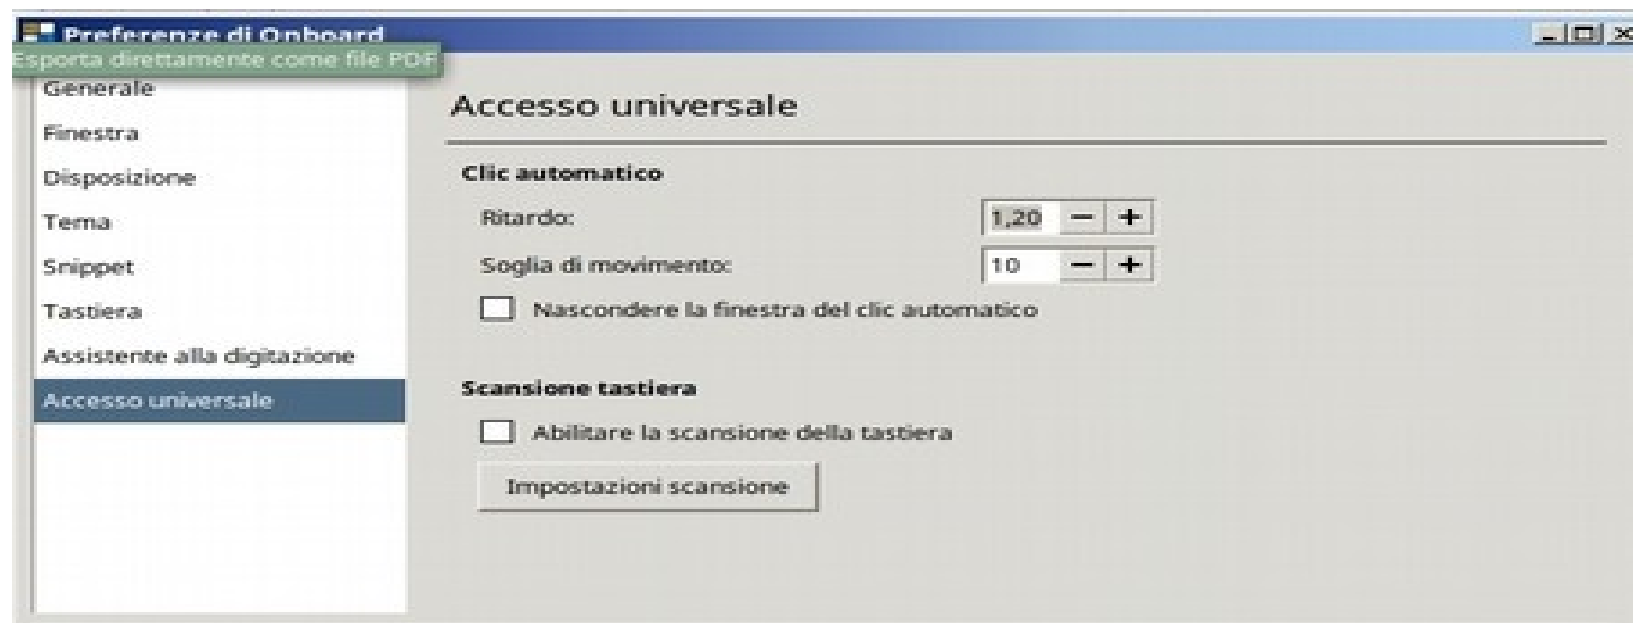 Preferenze di Onboard
Esporta direttamente come file PDF
Generale
Finestra
Disposizione
Tema
Snippet
Tastiera
Assistente alla digitazione
Accesso universale
Accesso universale
Clic automatico
Ritardo: 1,20 − +
Soglia di movimento: 10 − +
Nascondere la finestra del clic automatico
Scansione tastiera
Abilitare la scansione della tastiera
Impostazioni scansione